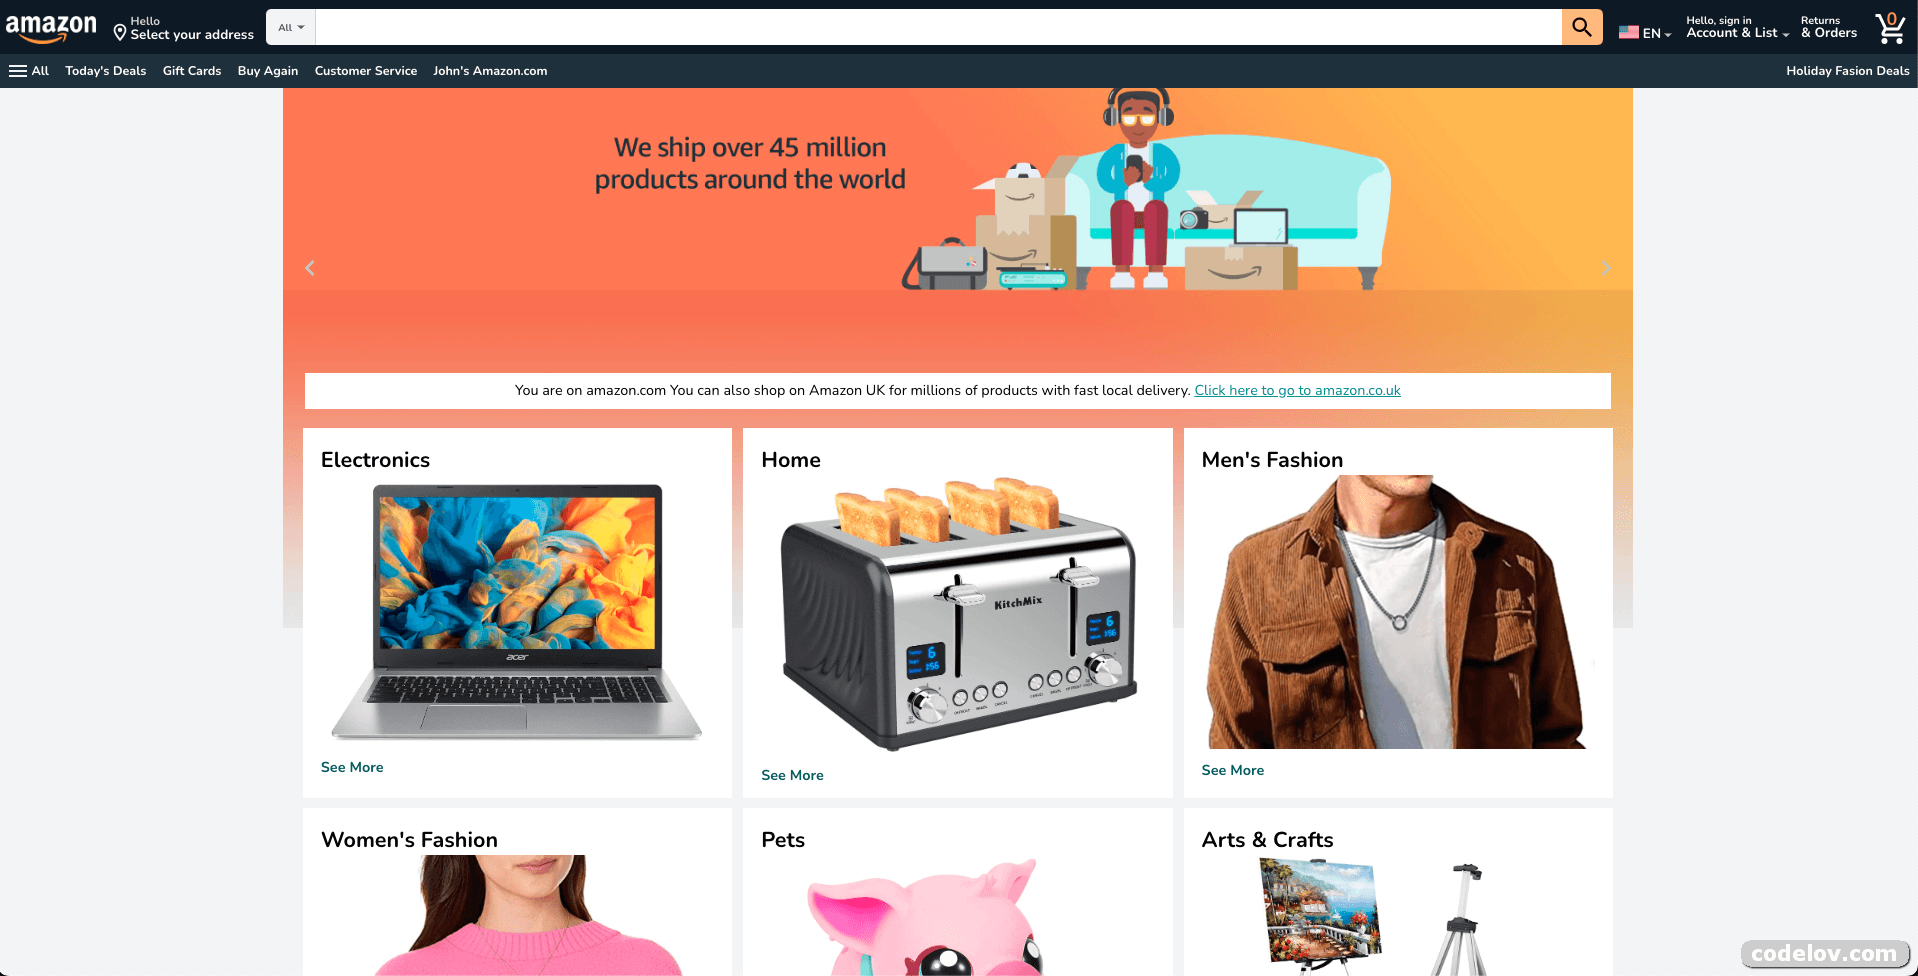 amazon
Hello
Select your address
All
EN
Hello, sign in
Account & List
Returns
& Orders
0
All
Today's Deals
Gift Cards
Buy Again
Customer Service
John's Amazon.com
Holiday Fasion Deals
We ship over 45 million
products around the world
You are on amazon.com You can also shop on Amazon UK for millions of products with fast local delivery. Click here to go to amazon.co.uk
Electronics
Home
Men's Fashion
acer
KitchMix
6
:56
6
:56
See More
See More
See More
Women's Fashion
Pets
Arts & Crafts
codelov.com